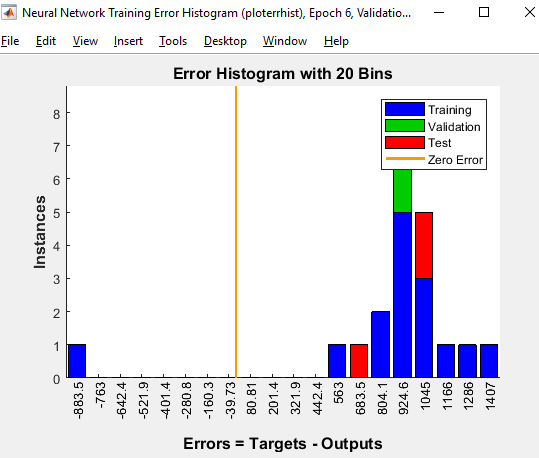 Neural Network Training Error Histogram (ploterrhist), Epoch 6, Validatio...
File Edit View Insert Tools Desktop Window Help
Error Histogram with 20 Bins
Training
Validation
Test
Zero Error
Instances
8
7
6
5
4
3
2
1
0
-883.5 -763 -642.4 -521.9 -401.4 -280.8 -160.3 -39.73 80.81 201.4 321.9 442.4 563 683.5 804.1 924.6 1045 1166 1286 1407
Errors = Targets - Outputs